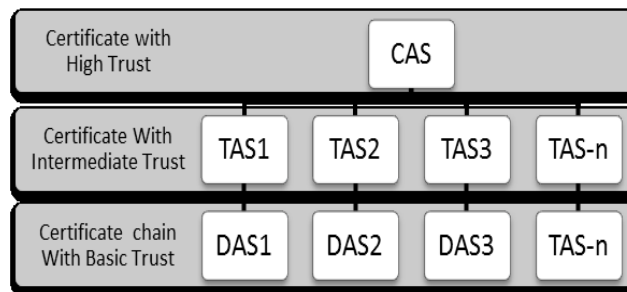 Certificate with
High Trust
CAS
Certificate With
Intermediate Trust
TAS1 TAS2 TAS3 TAS-n
Certificate chain
With Basic Trust
DAS1 DAS2 DAS3 TAS-n